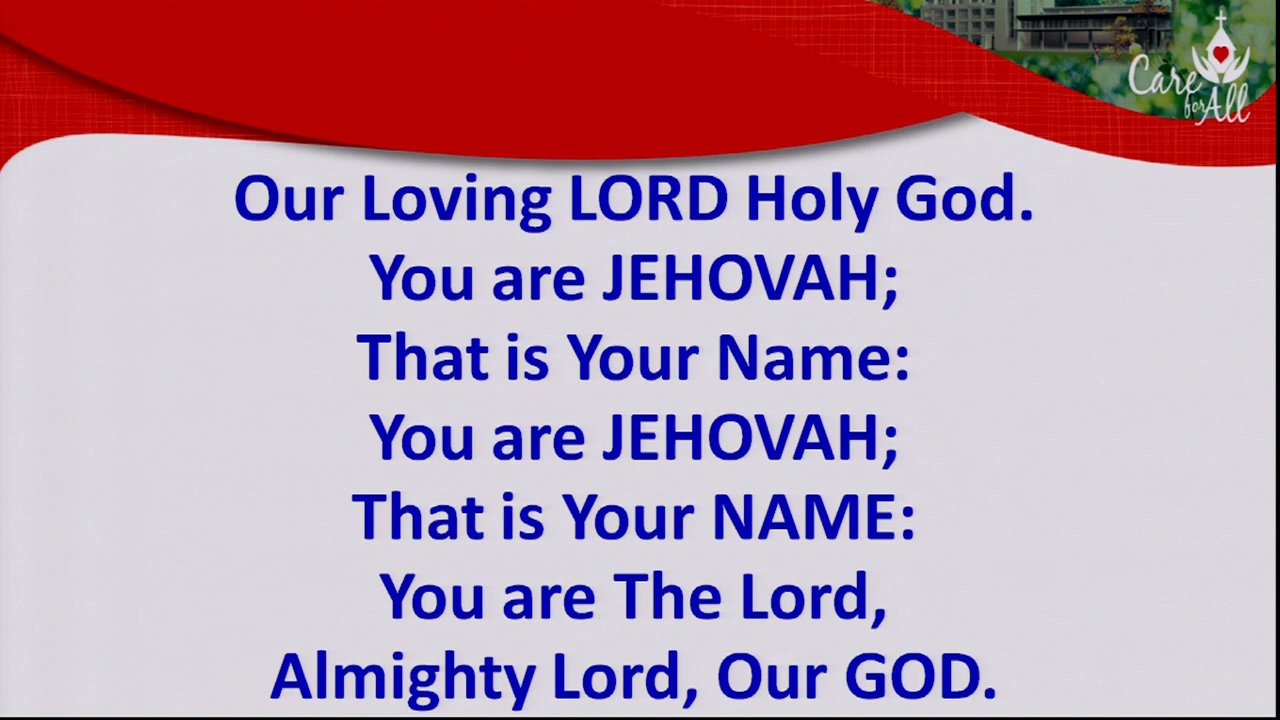 Care
for All
Our Loving LORD Holy God.
You are JEHOVAH;
That is Your Name:
You are JEHOVAH;
That is Your NAME:
You are The Lord,
Almighty Lord, Our GOD.